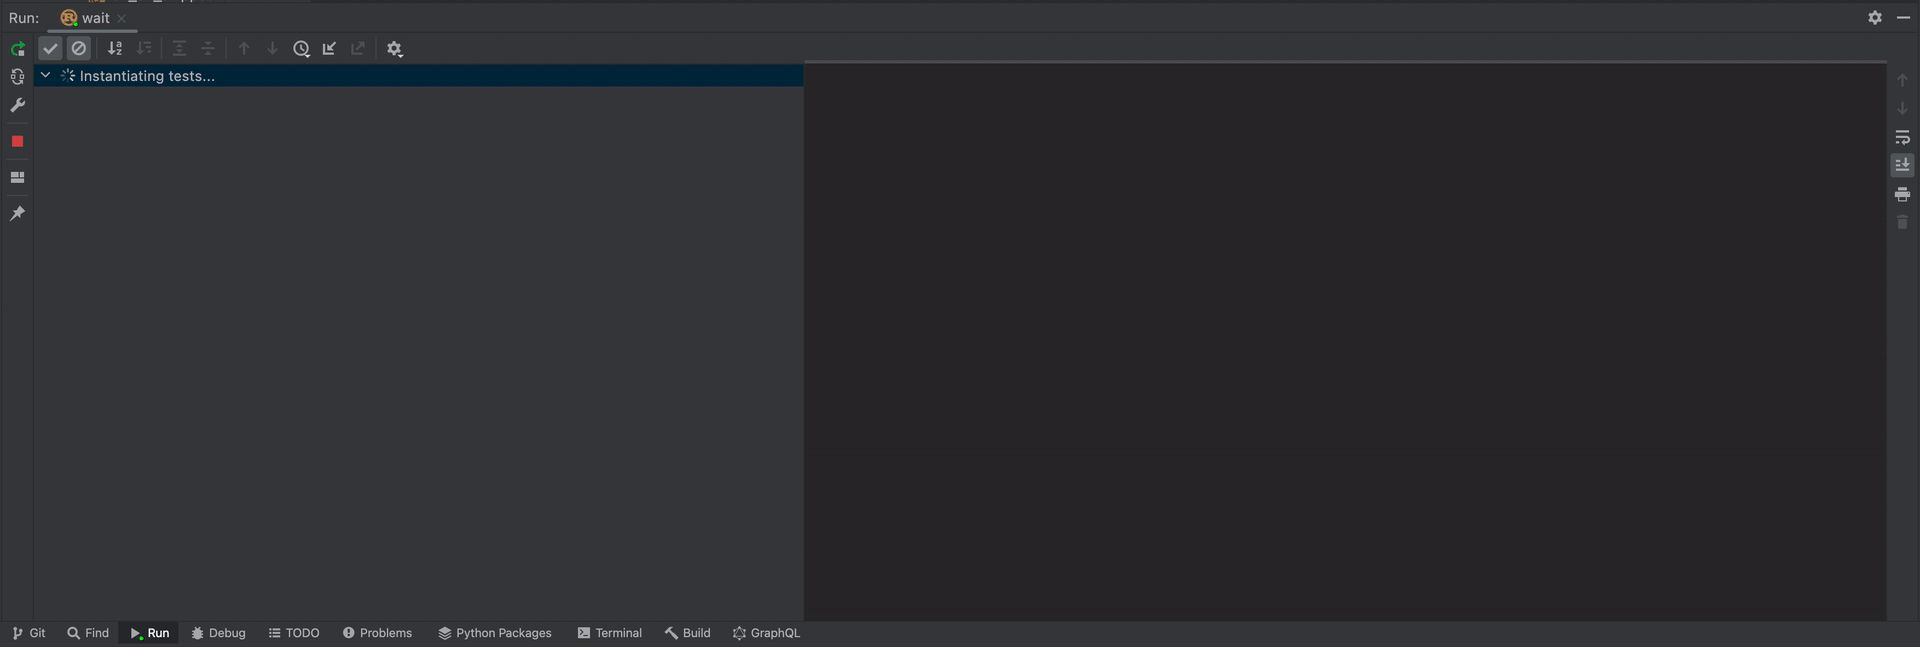 Run: wait
Instantiating tests...
Git Find Run Debug TODO Problems Python Packages Terminal Build GraphQL